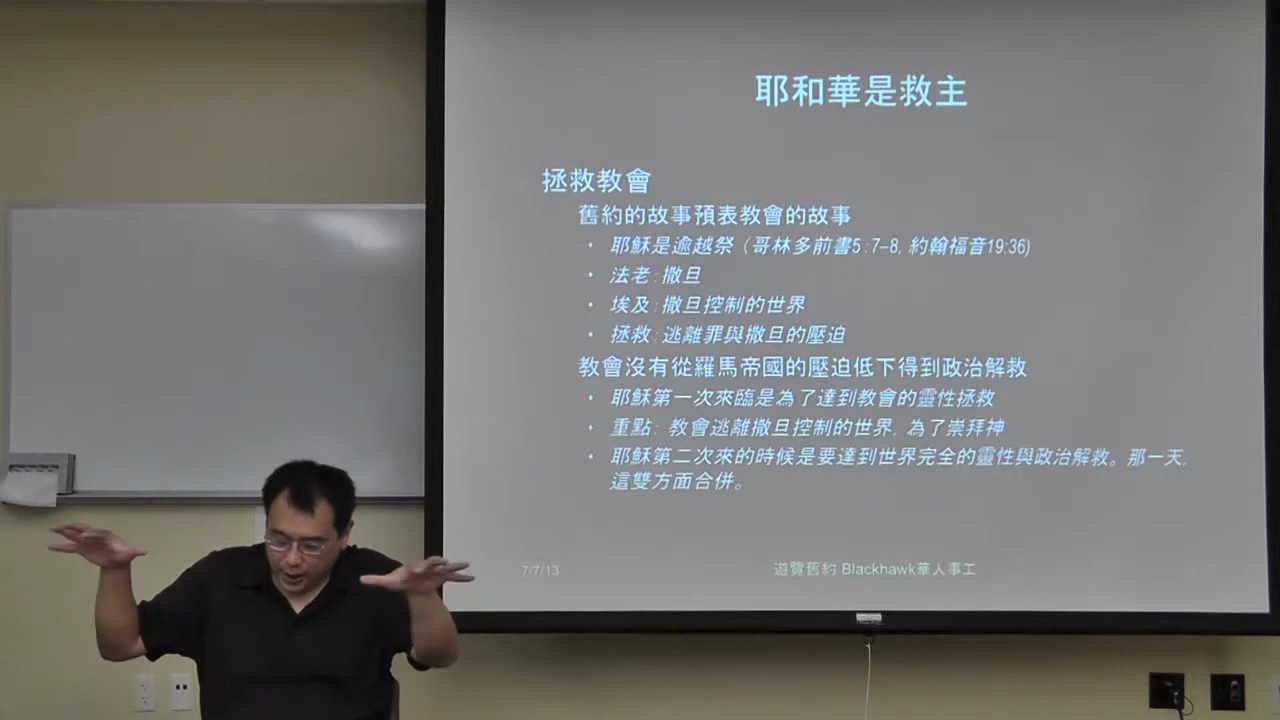 耶和華是救主
拯救教會
舊約的故事預表教會的故事
• 耶穌是逾越祭（哥林多前書5:7-8, 約翰福音19:36)
• 法老:撒旦
• 埃及:撒旦控制的世界
• 拯救:逃離罪與撒旦的壓迫
教會沒有從羅馬帝國的壓迫低下得到政治解救
• 耶穌第一次來臨是為了達到教會的靈性拯救
• 重點: 教會逃離撒旦控制的世界, 為了崇拜神
• 耶穌第二次來的時候是要達到世界完全的靈性與政治解救。那一天,
這雙方面合併。
7/7/13
遊覽舊約 Blackhawk華人事工